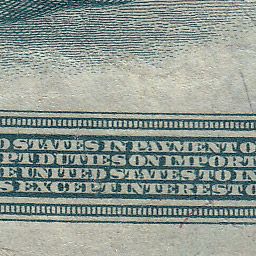 D STATES IN PAYMENT O
PT DUTIES ON IMPORT
E UNITED STATES TO IN
S EXCEPT INTEREST O